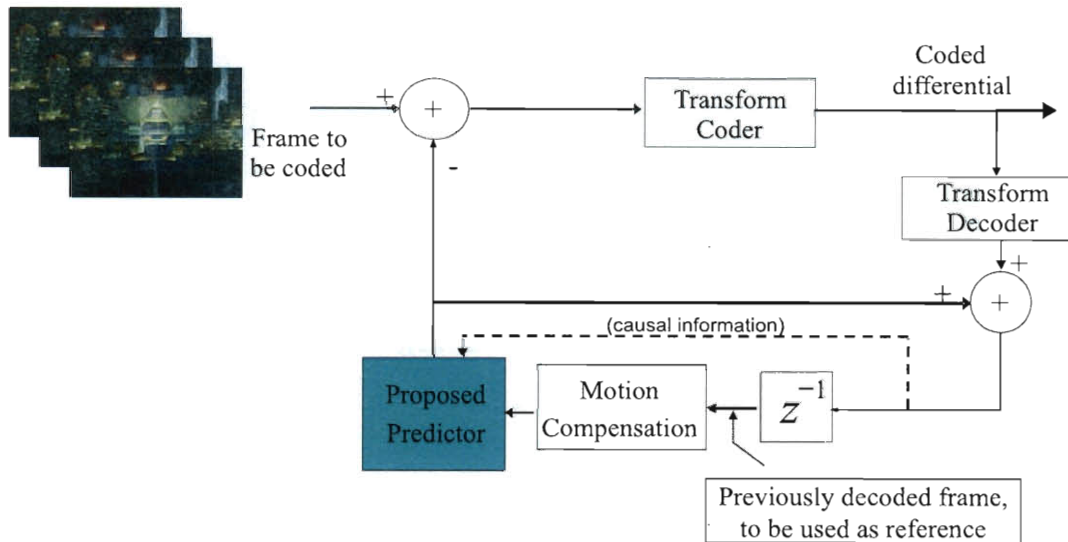 Frame to
be coded
+
+
-
Transform
Coder
Coded
differential
Transform
Decoder
+
+
+
(causal information)
Proposed
Predictor
Motion
Compensation
z⁻¹
Previously decoded frame,
to be used as reference